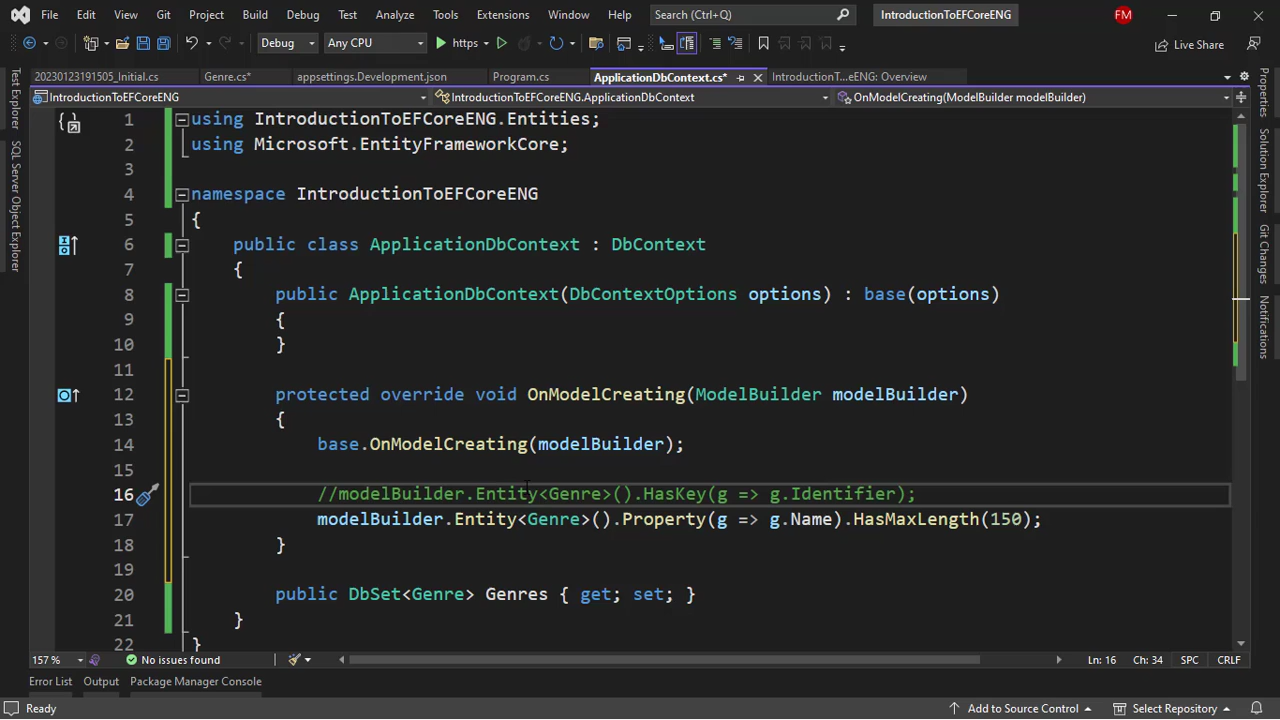 File Edit View Git Project Build Debug Test Analyze Tools Extensions Window Help Search (Ctrl+Q) IntroductionToEFCoreENG FM
Debug Any CPU https Live Share
20230123191505_Initial.cs Genre.cs* appsettings.Development.json Program.cs ApplicationDbContext.cs* IntroductionT...eENG: Overview
IntroductionToEFCoreENG IntroductionToEFCoreENG.ApplicationDbContext OnModelCreating(ModelBuilder modelBuilder)
Test Explorer
SQL Server Object Explorer
1 using IntroductionToEFCoreENG.Entities;
2 using Microsoft.EntityFrameworkCore;
3
4 namespace IntroductionToEFCoreENG
5 {
6 public class ApplicationDbContext : DbContext
7 {
8 public ApplicationDbContext(DbContextOptions options) : base(options)
9 {
10 }
11
12 protected override void OnModelCreating(ModelBuilder modelBuilder)
13 {
14 base.OnModelCreating(modelBuilder);
15
16 //modelBuilder.Entity<Genre>().HasKey(g => g.Identifier);
17 modelBuilder.Entity<Genre>().Property(g => g.Name).HasMaxLength(150);
18 }
19
20 public DbSet<Genre> Genres { get; set; }
21 }
22 }
Properties
Solution Explorer
Git Changes
Notifications
157 % No issues found Ln: 16 Ch: 34 SPC CRLF
Error List Output Package Manager Console
Ready Add to Source Control Select Repository